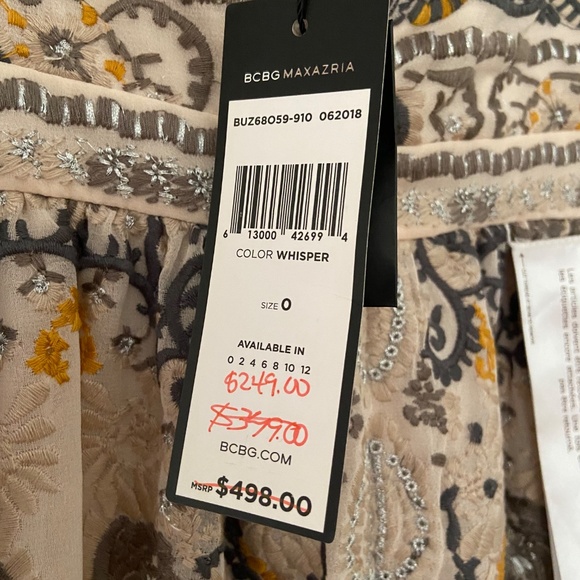 BCBGMAXAZRIA
BUZ68O59-910 062018
6 13000 42699 4
COLOR WHISPER
SIZE 0
AVAILABLE IN
0 2 4 6 8 10 12
$249.00
$399.00
BCBG.COM
MSRP $498.00